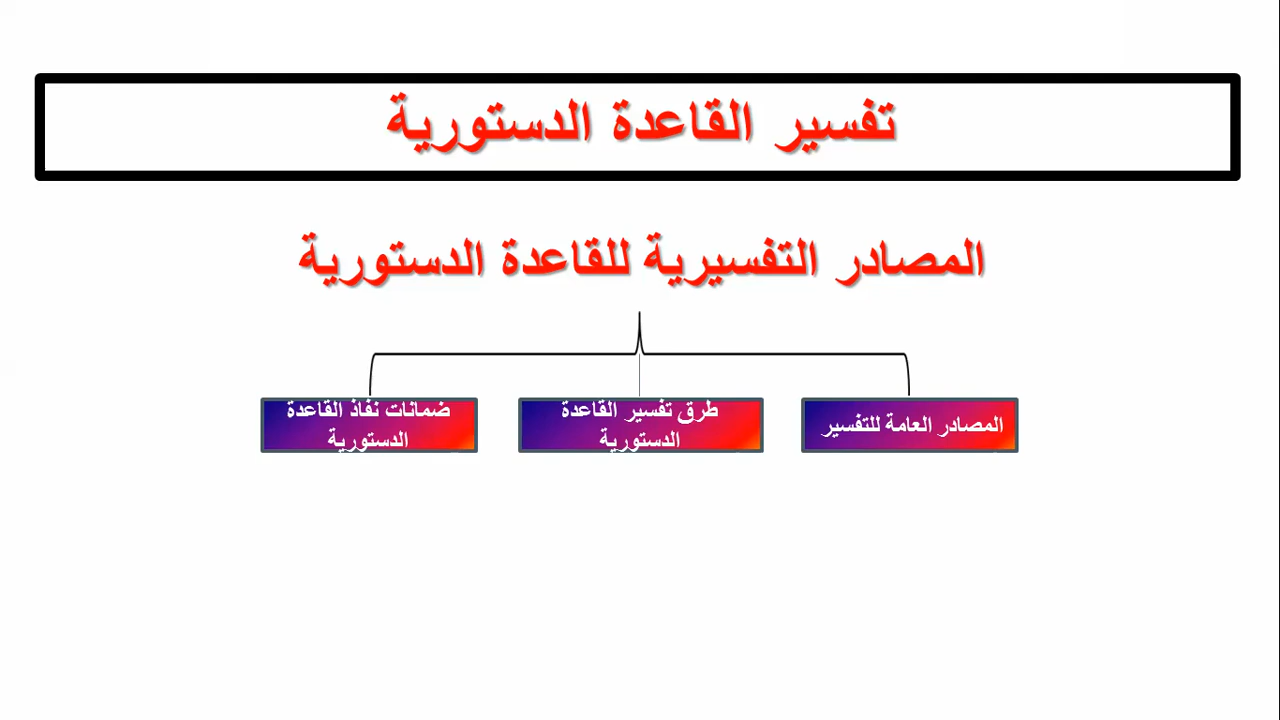 تفسير القاعدة الدستورية
المصادر التفسيرية للقاعدة الدستورية
المصادر العامة للتفسير
طرق تفسير القاعدة
الدستورية
ضمانات نفاذ القاعدة
الدستورية